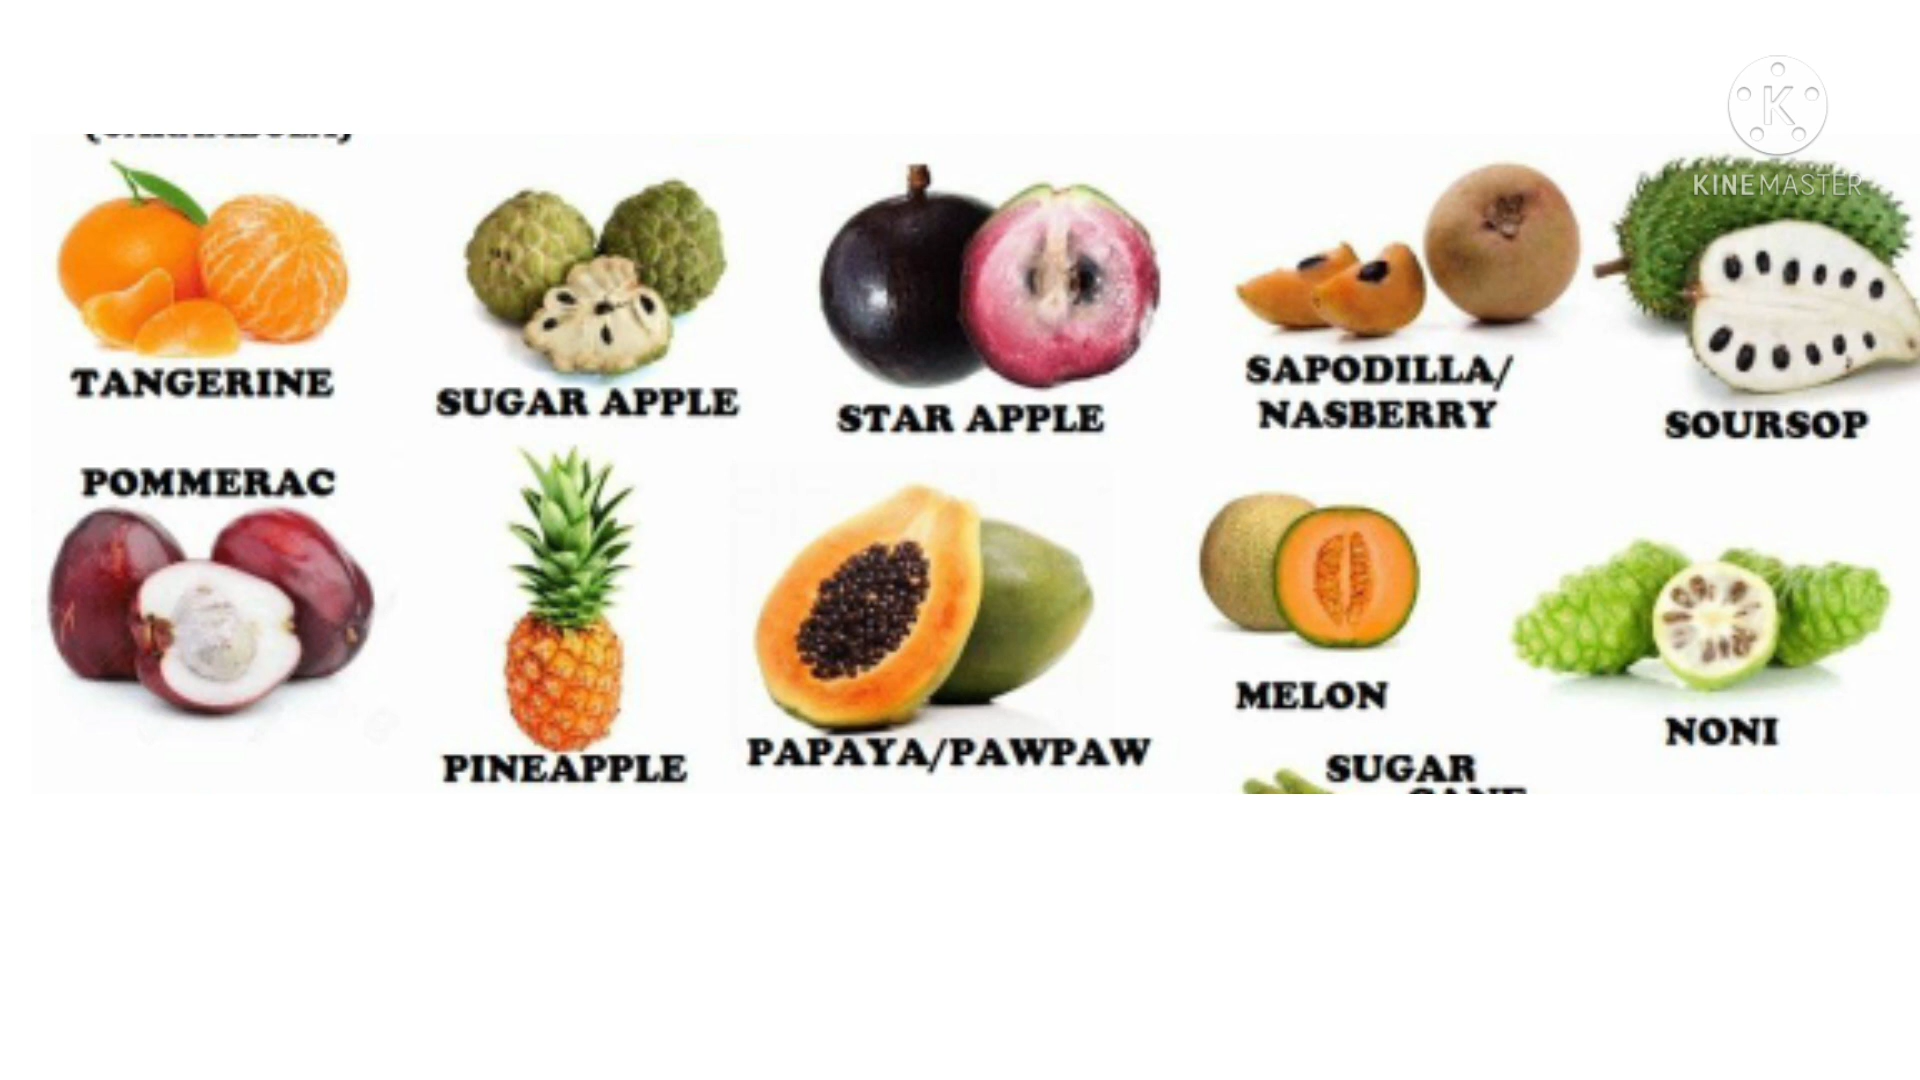 KINEMASTER
TANGERINE
SUGAR APPLE
STAR APPLE
SAPODILLA/
NASBERRY
SOURSOP
POMMERAC
PINEAPPLE
PAPAYA/PAWPAW
MELON
NONI
SUGAR